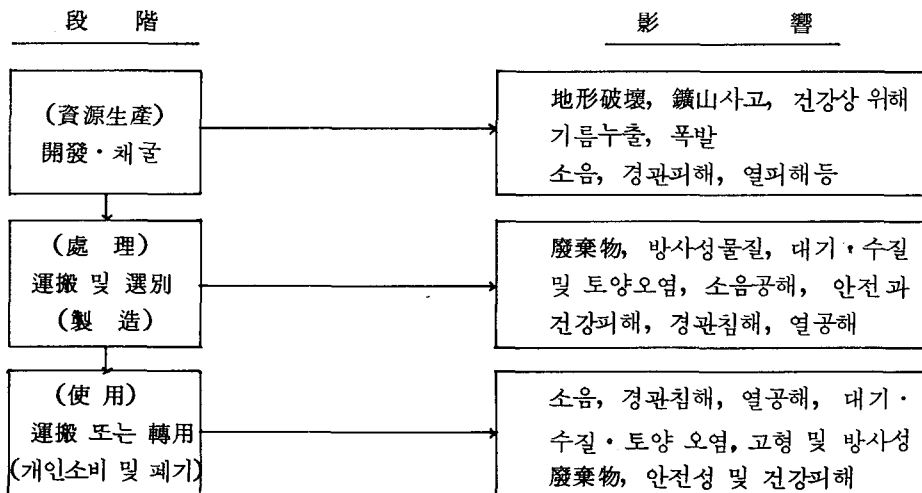 段 階
影 響
(資源生產)
開發·채굴
地形破壞, 鑛山사고, 건강상 위해
기름누출, 폭발
소음, 경관피해, 열피해등
(處 理)
運搬 및 選別
(製 造)
廢棄物, 방사성물질, 대기·수질
및 토양오염, 소음공해, 안전과
건강피해, 경관침해, 열공해
(使 用)
運搬 또는 轉用
(개인소비 및 폐기)
소음, 경관침해, 열공해, 대기·
수질·토양 오염, 고형 및 방사성
廢棄物, 안전성 및 건강피해